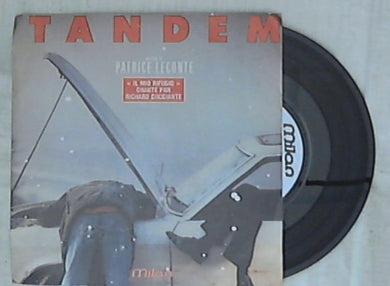 TANDEM
PATRICE LECONTE
« IL MIO RIFUGIO »
CHANTÉ PAR
RICHARD COCCIANTE
milan
milan